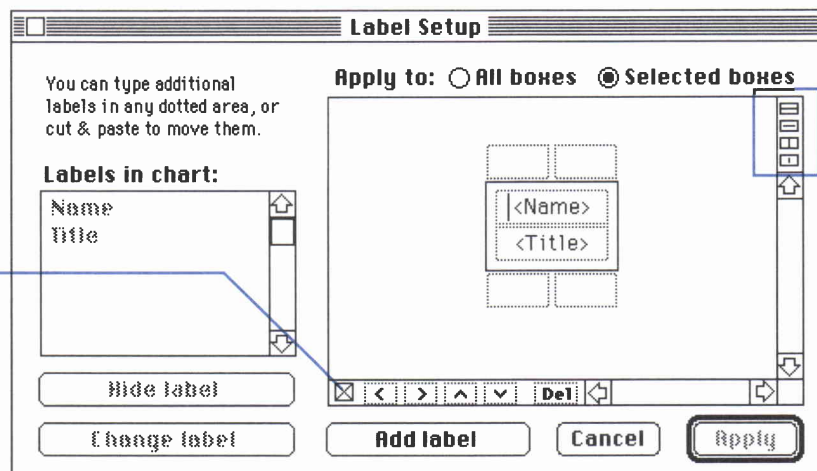 Label Setup
You can type additional
labels in any dotted area, or
cut & paste to move them.
Apply to: All boxes Selected boxes
Labels in chart:
Name
Title
<Name>
<Title>
Hide label
Change label
< > ^ v Del
Add label
Cancel
Apply